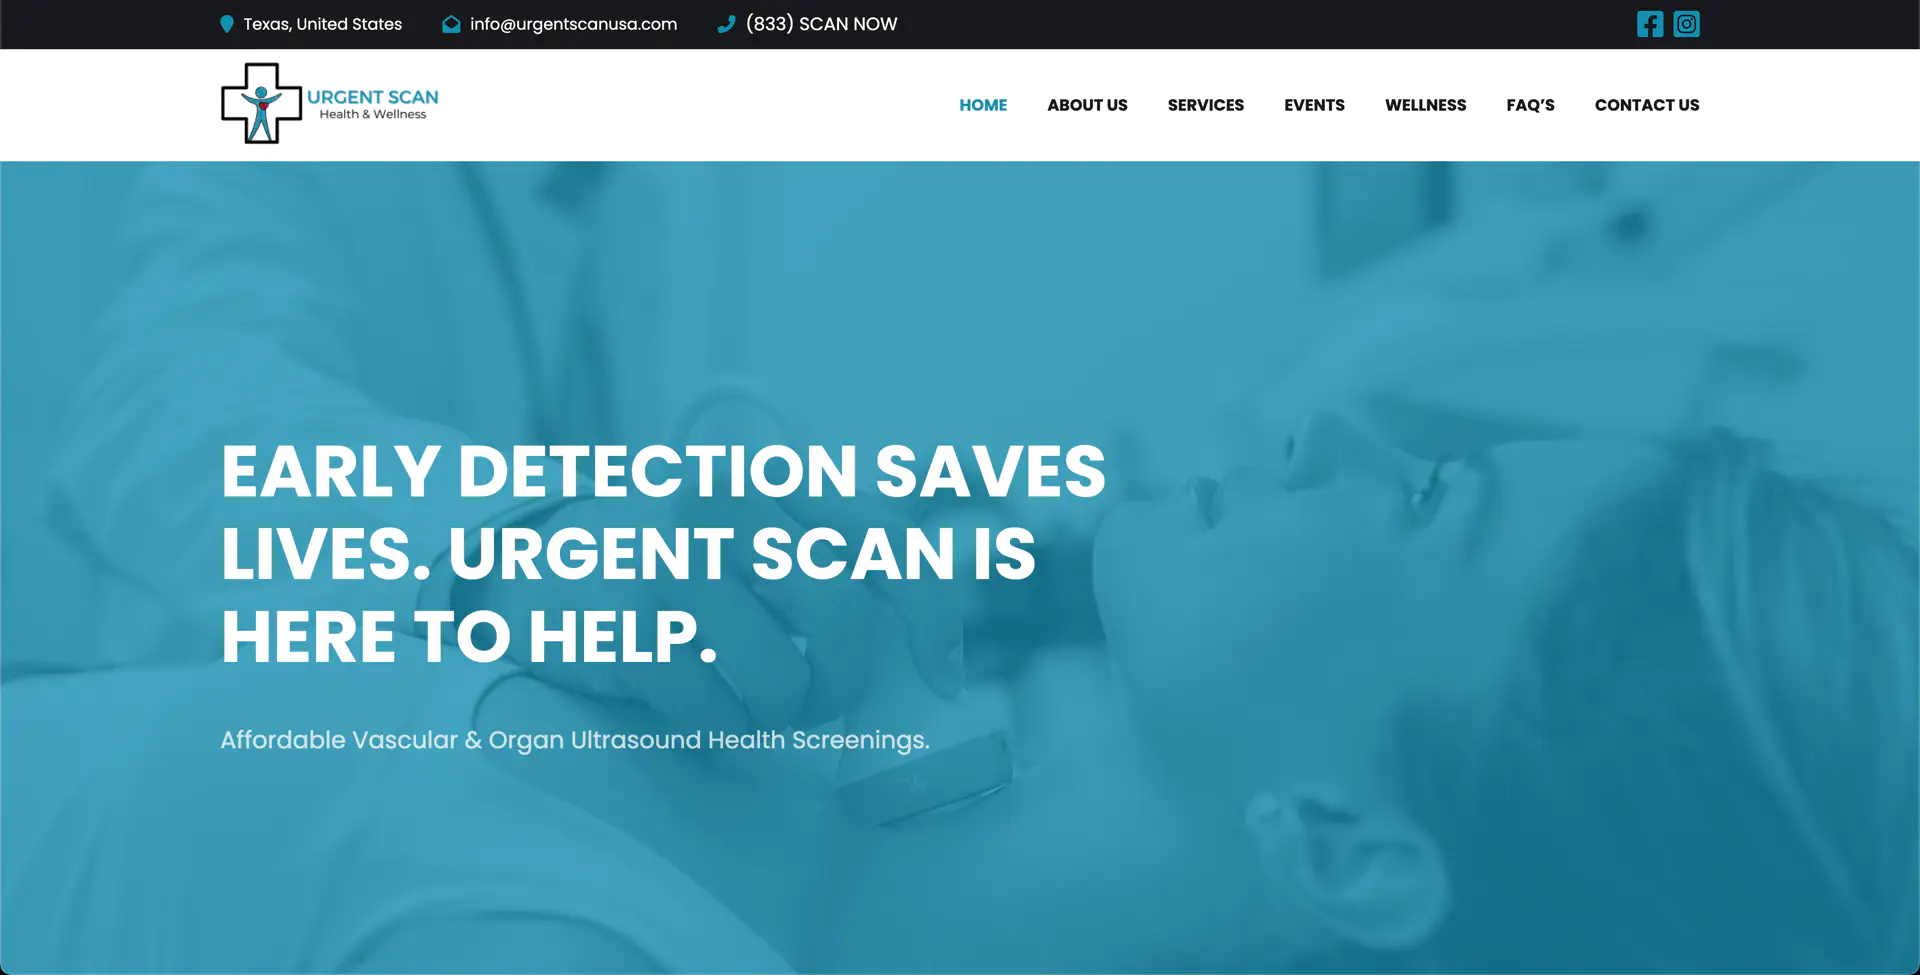 Texas, United States
info@urgentscanusa.com
(833) SCAN NOW
URGENT SCAN
Health & Wellness
HOME
ABOUT US
SERVICES
EVENTS
WELLNESS
FAQ’S
CONTACT US
EARLY DETECTION SAVES
LIVES. URGENT SCAN IS
HERE TO HELP.
Affordable Vascular & Organ Ultrasound Health Screenings.